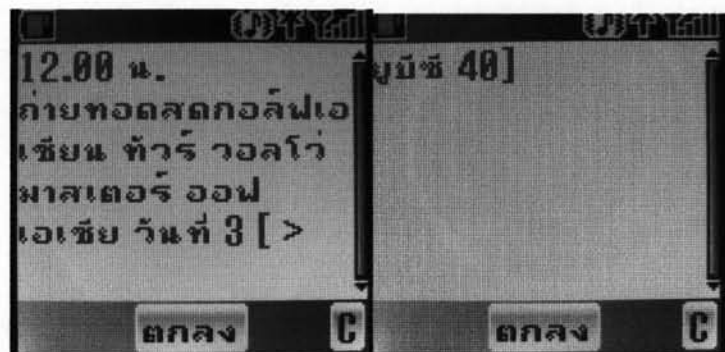 12.00 น.
ถ่ายทอดสดกอล์ฟเอ
เชียน ทัวร์ วอลโว่
มาสเตอร์ ออฟ
เอเชีย วันที่ 3 [ >
ตกลง
C
ยูบีซี 40]
ตกลง
C